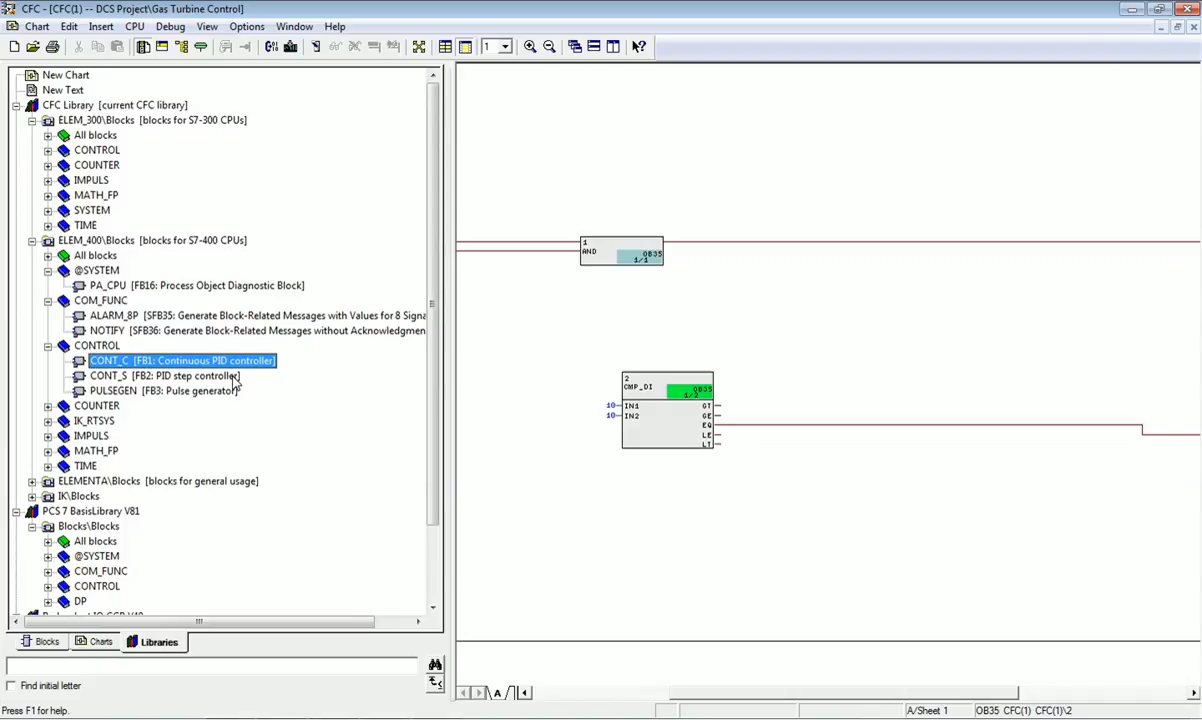 CFC - [CFC(1) -- DCS Project\Gas Turbine Control]
Chart Edit Insert CPU Debug View Options Window Help
1
New Chart
New Text
CFC Library [current CFC library]
ELEM_300\Blocks [blocks for S7-300 CPUs]
All blocks
CONTROL
COUNTER
IMPULS
MATH_FP
SYSTEM
TIME
ELEM_400\Blocks [blocks for S7-400 CPUs]
All blocks
@SYSTEM
PA_CPU [FB16: Process Object Diagnostic Block]
COM_FUNC
ALARM_8P [SFB35: Generate Block-Related Messages with Values for 8 Signa
NOTIFY [SFB36: Generate Block-Related Messages without Acknowledgmen
CONTROL
CONT_C [FB1: Continuous PID controller]
CONT_S [FB2: PID step controller]
PULSEGEN [FB3: Pulse generator]
COUNTER
IK_RTSYS
IMPULS
MATH_FP
TIME
ELEMENTA\Blocks [blocks for general usage]
IK\Blocks
PCS 7 BasisLibrary V81
Blocks\Blocks
All blocks
@SYSTEM
COM_FUNC
CONTROL
DP
Blocks Charts Libraries
Find initial letter
Press F1 for help.
1
AND
OB35
1/1
2
CMP_DI
OB35
1/2
10 IN1 GT
10 IN2 GE
EQ
LE
LT
A
A/Sheet 1 OB35 CFC(1) CFC(1)\2